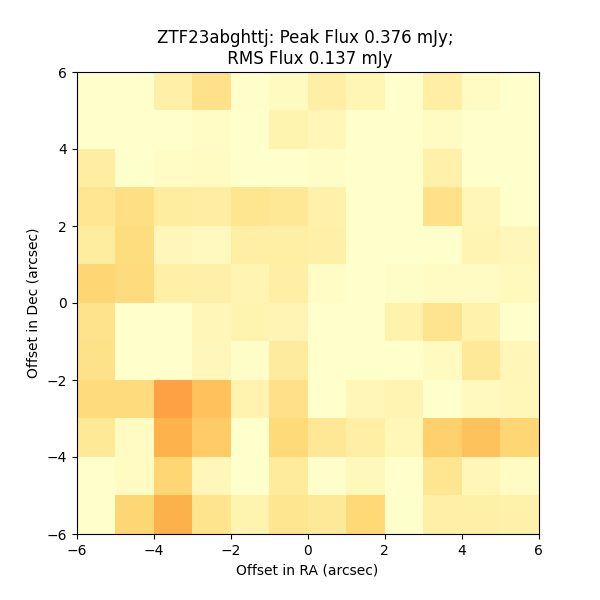 ZTF23abghttj: Peak Flux 0.376 mJy;
RMS Flux 0.137 mJy
6
4
2
0
−2
−4
−6
Offset in Dec (arcsec)
−6 −4 −2 0 2 4 6
Offset in RA (arcsec)